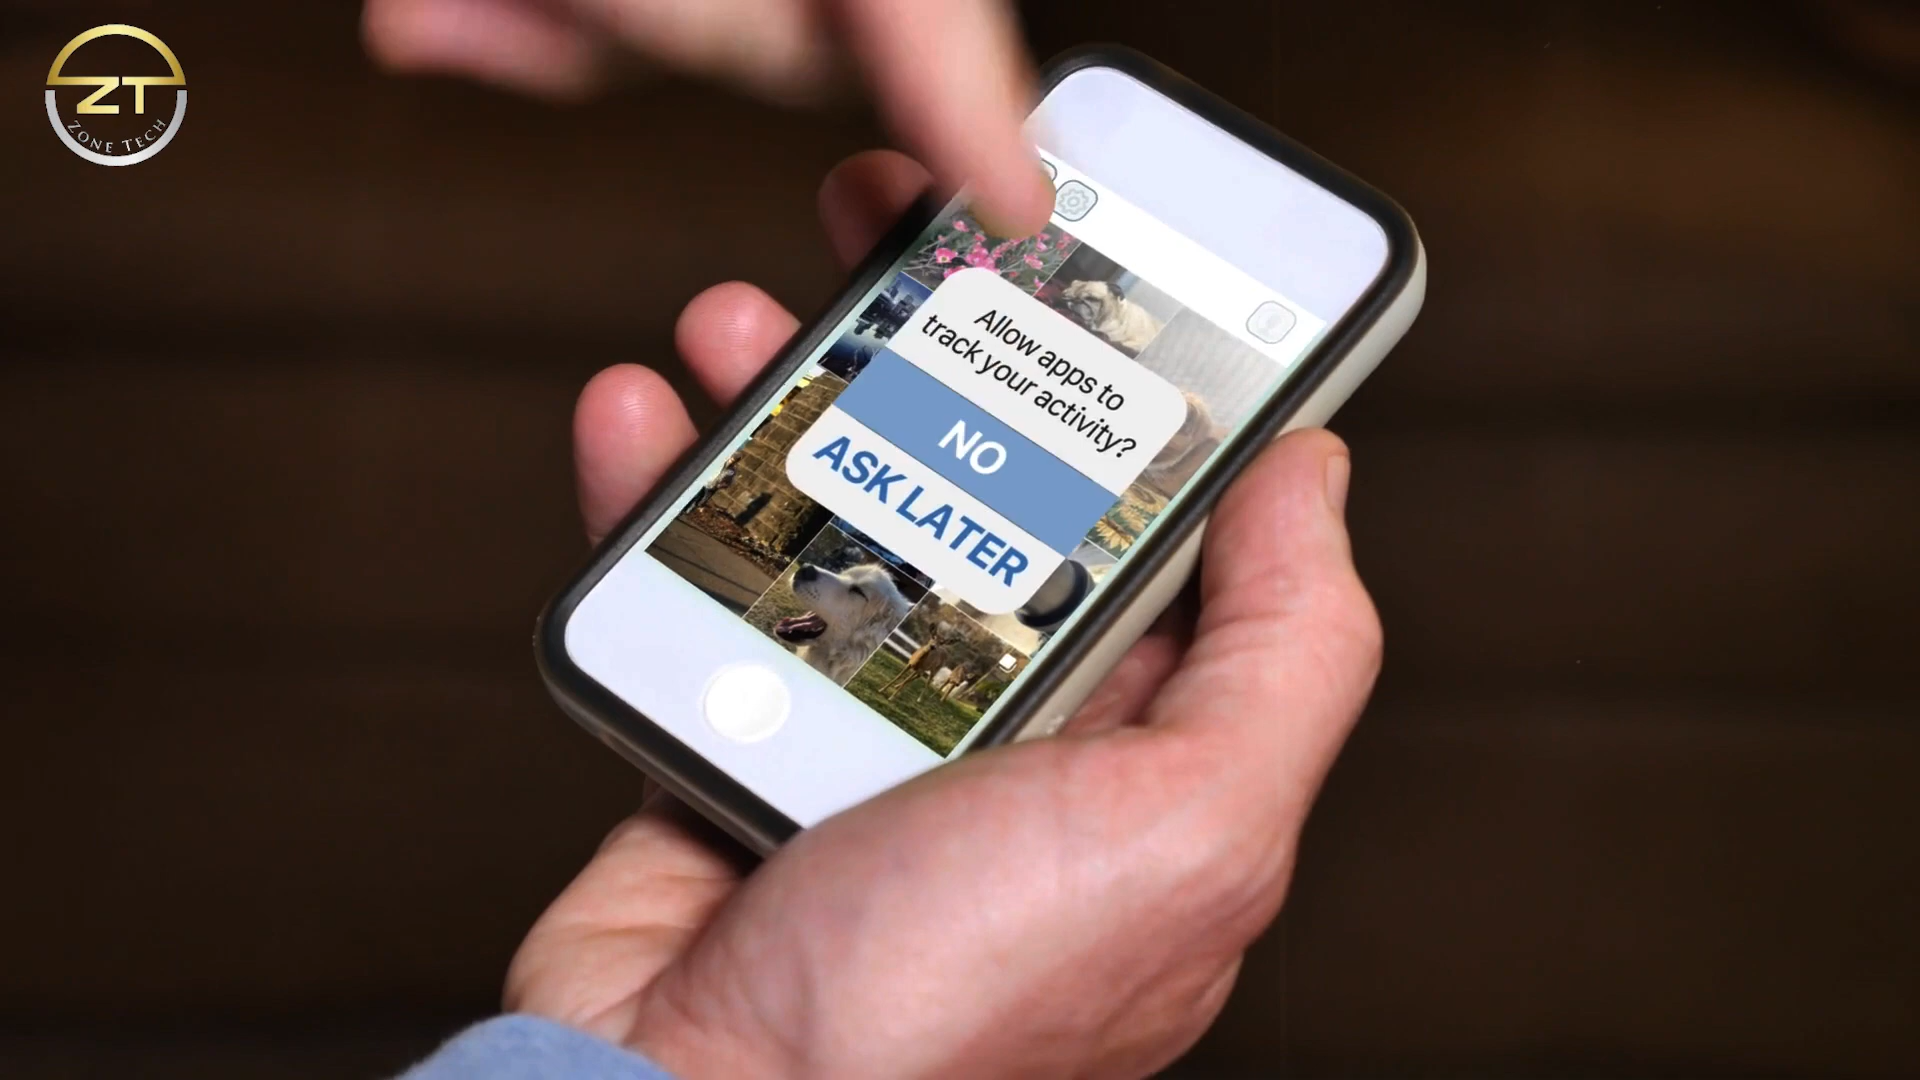 ZT
ZONE TECH
Allow apps to
track your activity?
NO
ASK LATER